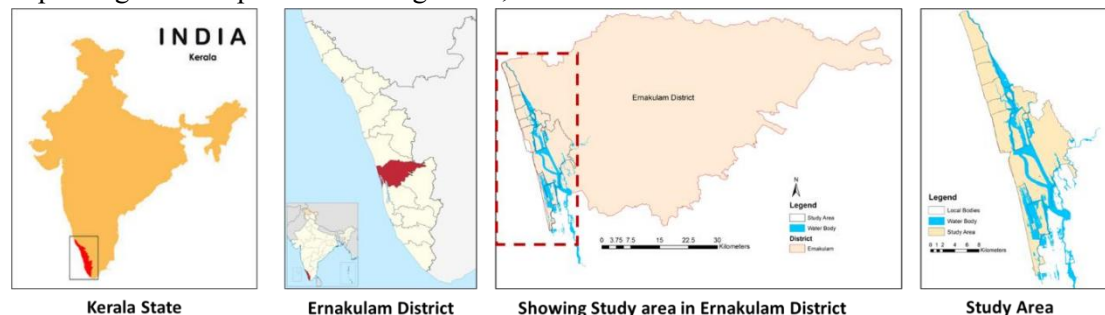 INDIA
Kerala
Kerala State
Ernakulam District
Ernakulam District
N
Legend
Study Area
Water Body
District
Ernakulam
0 3.75 7.5 15 22.5 30
Kilometers
Showing Study area in Ernakulam District
Legend
Local Bodies
Water Body
Study Area
0 1 2 4 6 8
Kilometers
Study Area